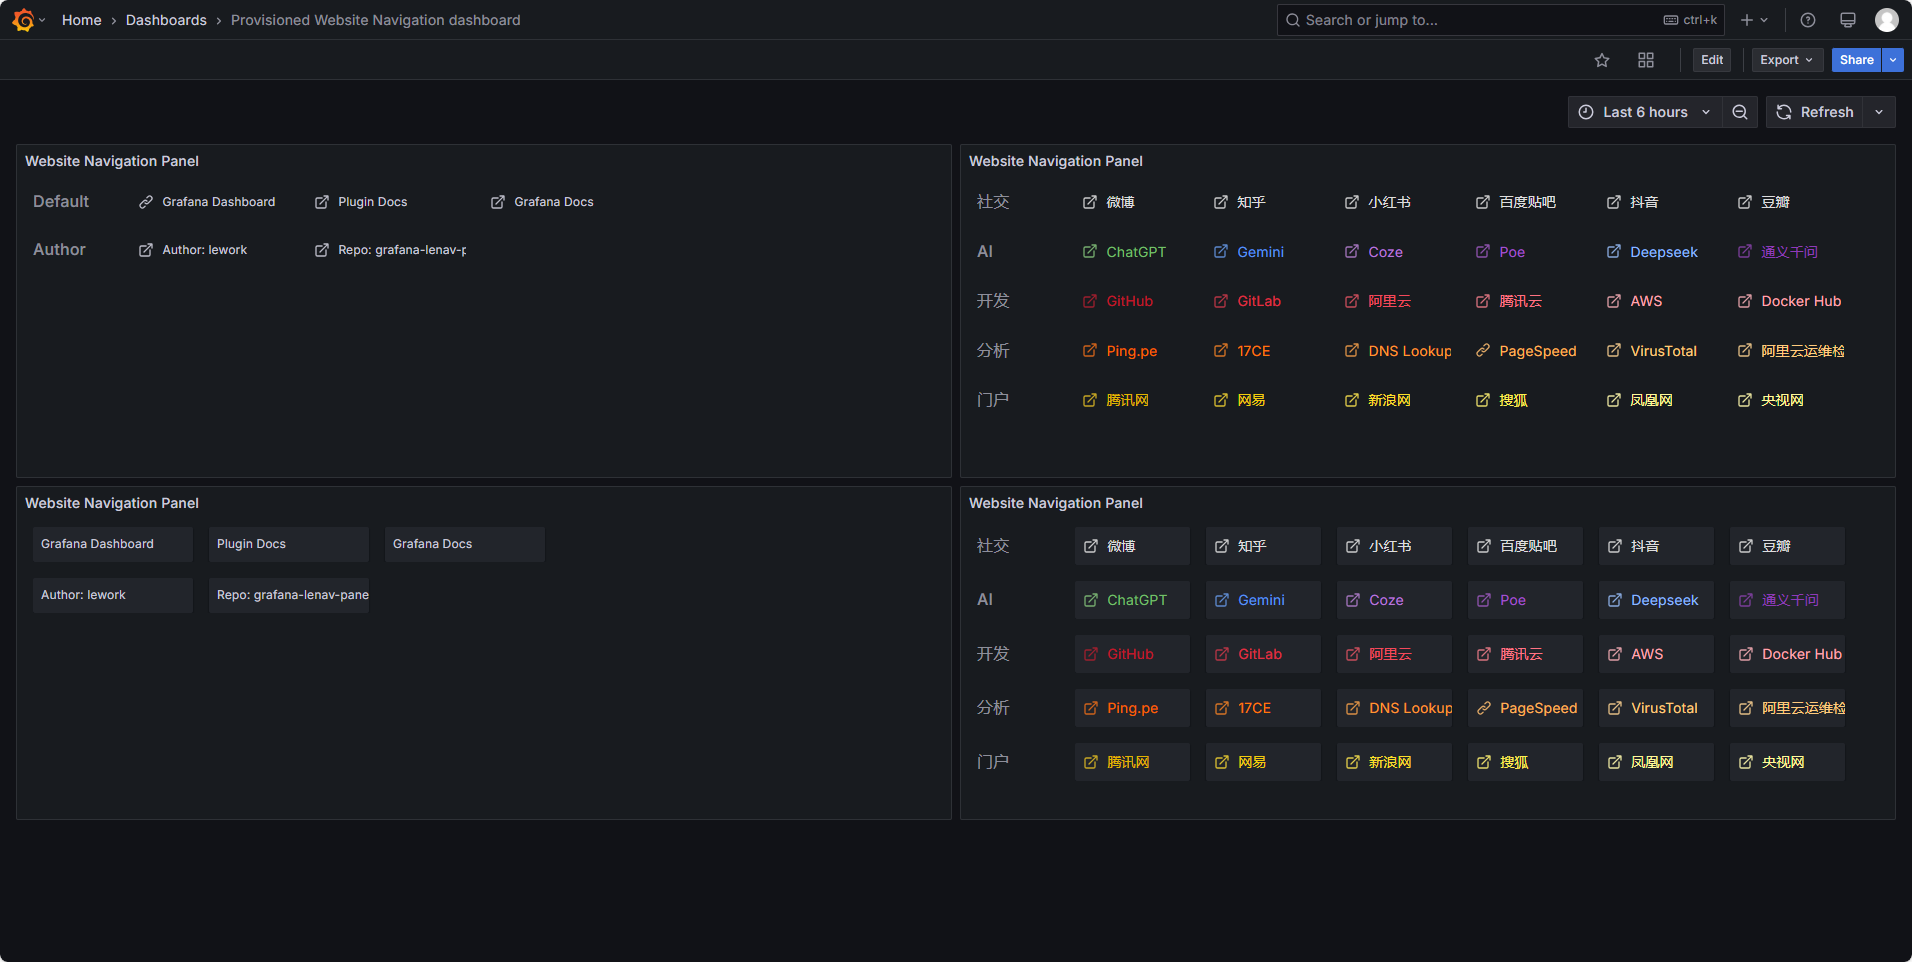 Home › Dashboards › Provisioned Website Navigation dashboard
Search or jump to... ctrl+k
Edit Export Share
Last 6 hours Refresh
Website Navigation Panel
Default Grafana Dashboard Plugin Docs Grafana Docs
Author Author: lework Repo: grafana-lenav-p
Website Navigation Panel
社交 微博 知乎 小红书 百度贴吧 抖音 豆瓣
AI ChatGPT Gemini Coze Poe Deepseek 通义千问
开发 GitHub GitLab 阿里云 腾讯云 AWS Docker Hub
分析 Ping.pe 17CE DNS Lookup PageSpeed VirusTotal 阿里云运维检
门户 腾讯网 网易 新浪网 搜狐 凤凰网 央视网
Website Navigation Panel
Grafana Dashboard Plugin Docs Grafana Docs
Author: lework Repo: grafana-lenav-pane
Website Navigation Panel
社交 微博 知乎 小红书 百度贴吧 抖音 豆瓣
AI ChatGPT Gemini Coze Poe Deepseek 通义千问
开发 GitHub GitLab 阿里云 腾讯云 AWS Docker Hub
分析 Ping.pe 17CE DNS Lookup PageSpeed VirusTotal 阿里云运维检
门户 腾讯网 网易 新浪网 搜狐 凤凰网 央视网